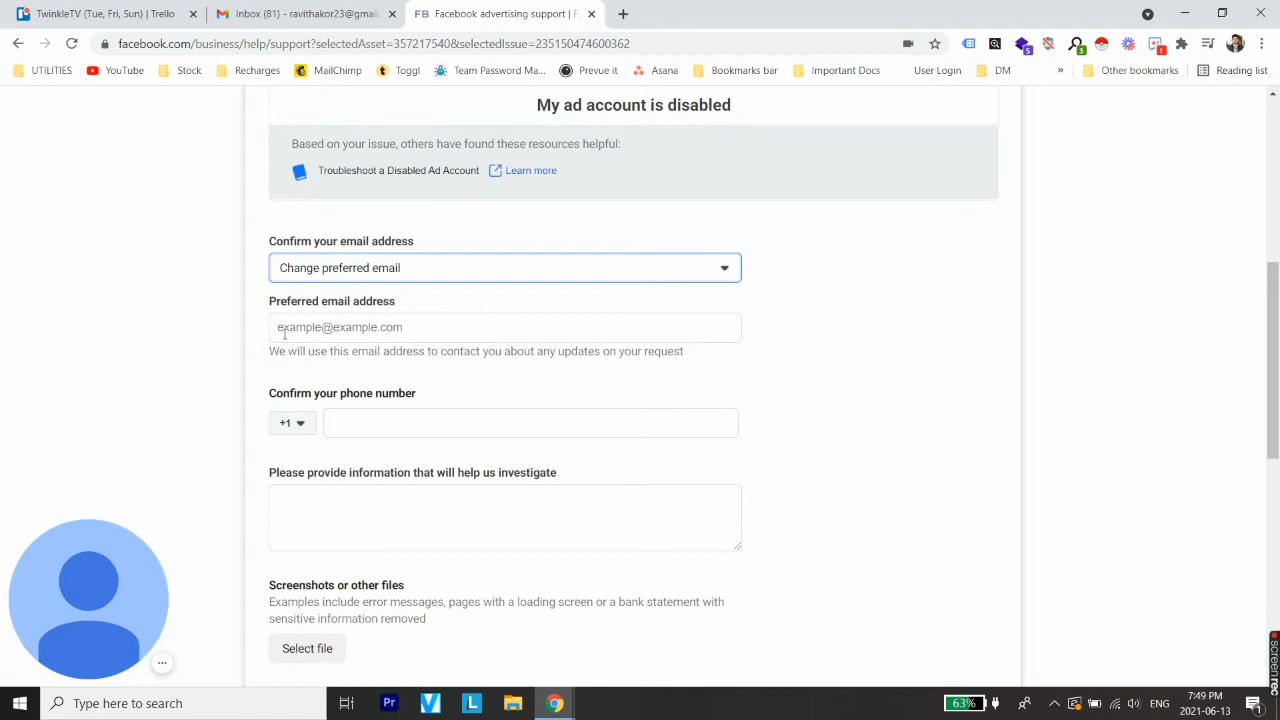 TwinkleTV (Tue, Fri, Sun) | Trello
Inbox (81) - ravithakor23@gmail.
FB Facebook advertising support | F
facebook.com/business/help/support?selectedAsset=35721754038&selectedIssue=235150474600362
UTILITIES YouTube Stock Recharges MailChimp Toggl Team Password Ma... Prevue it Asana Bookmarks bar Important Docs User Login DM » Other bookmarks Reading list
My ad account is disabled
Based on your issue, others have found these resources helpful:
Troubleshoot a Disabled Ad Account Learn more
Confirm your email address
Change preferred email
Preferred email address
example@example.com
We will use this email address to contact you about any updates on your request
Confirm your phone number
+1
Please provide information that will help us investigate
Screenshots or other files
Examples include error messages, pages with a loading screen or a bank statement with
sensitive information removed
Select file
...
screenrec
Type here to search
Pr
L
63%
ENG
7:49 PM
2021-06-13
1